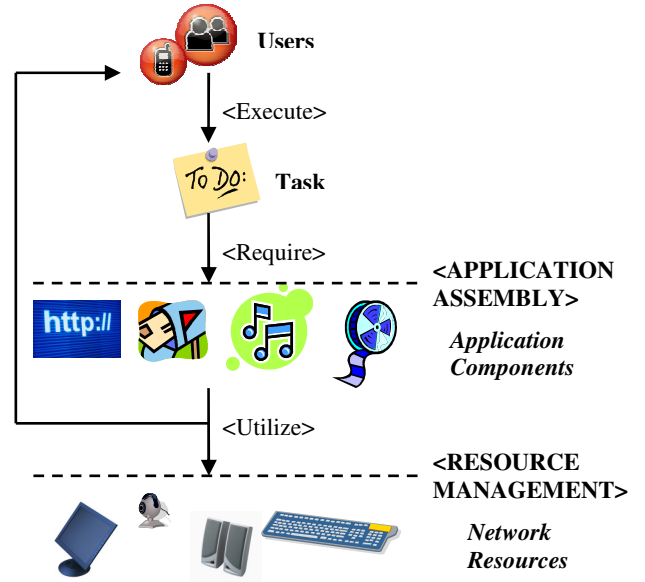 Users
<Execute>
TO DO:
Task
<Require>
<APPLICATION
ASSEMBLY>
http://
Application
Components
<Utilize>
<RESOURCE
MANAGEMENT>
Network
Resources